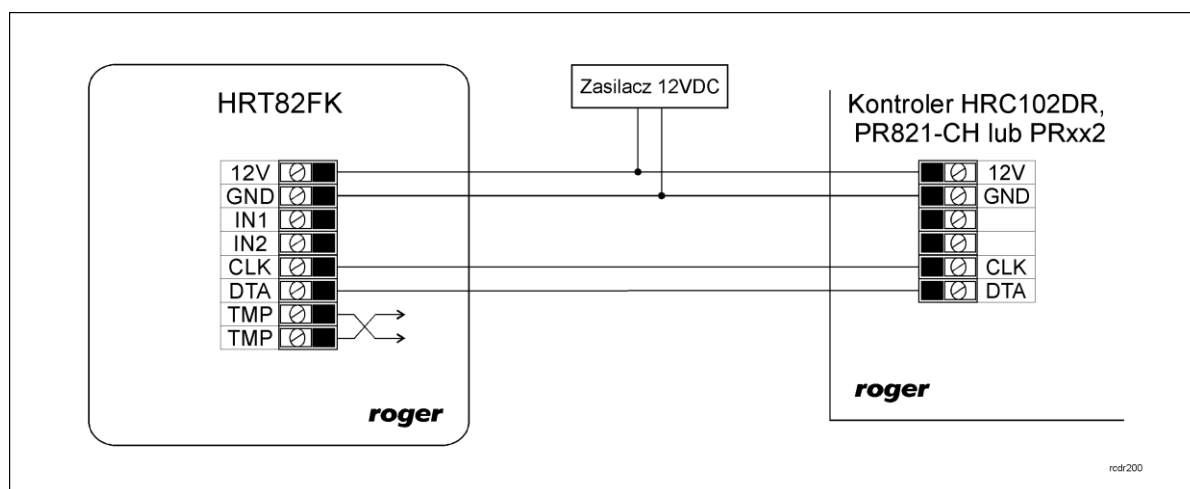 HRT82FK
12V
GND
IN1
IN2
CLK
DTA
TMP
TMP
roger
Zasilacz 12VDC
Kontroler HRC102DR,
PR821-CH lub PRxx2
12V
GND
CLK
DTA
roger
rcdr200